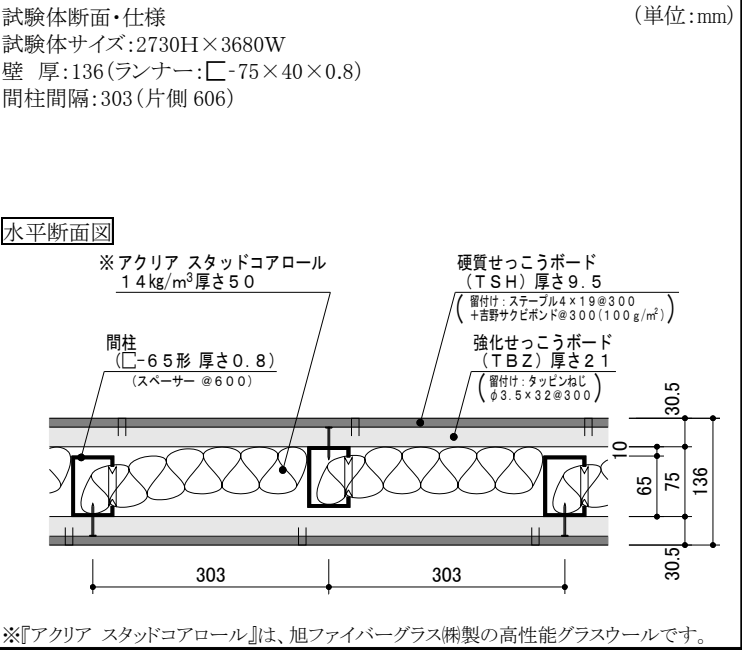 試験体断面・仕様
（単位：mm）
試験体サイズ：2730H×3680W
壁 厚：136（ランナー：⊏-75×40×0.8）
間柱間隔：303（片側 606）
水平断面図
※アクリア スタッドコアロール
14kg/m³厚さ50
硬質せっこうボード
（TSH）厚さ9.5
（留付け：ステープル4×19@300
+吉野サクビボンド@300（100g/㎡））
間柱
（⊏-65形 厚さ0.8）
（スペーサー @600）
強化せっこうボード
（TBZ）厚さ21
（留付け：タッピンねじ
φ3.5×32@300）
30.5
10
65
75
136
30.5
303
303
※『アクリア スタッドコアロール』は、旭ファイバーグラス㈱製の高性能グラスウールです。